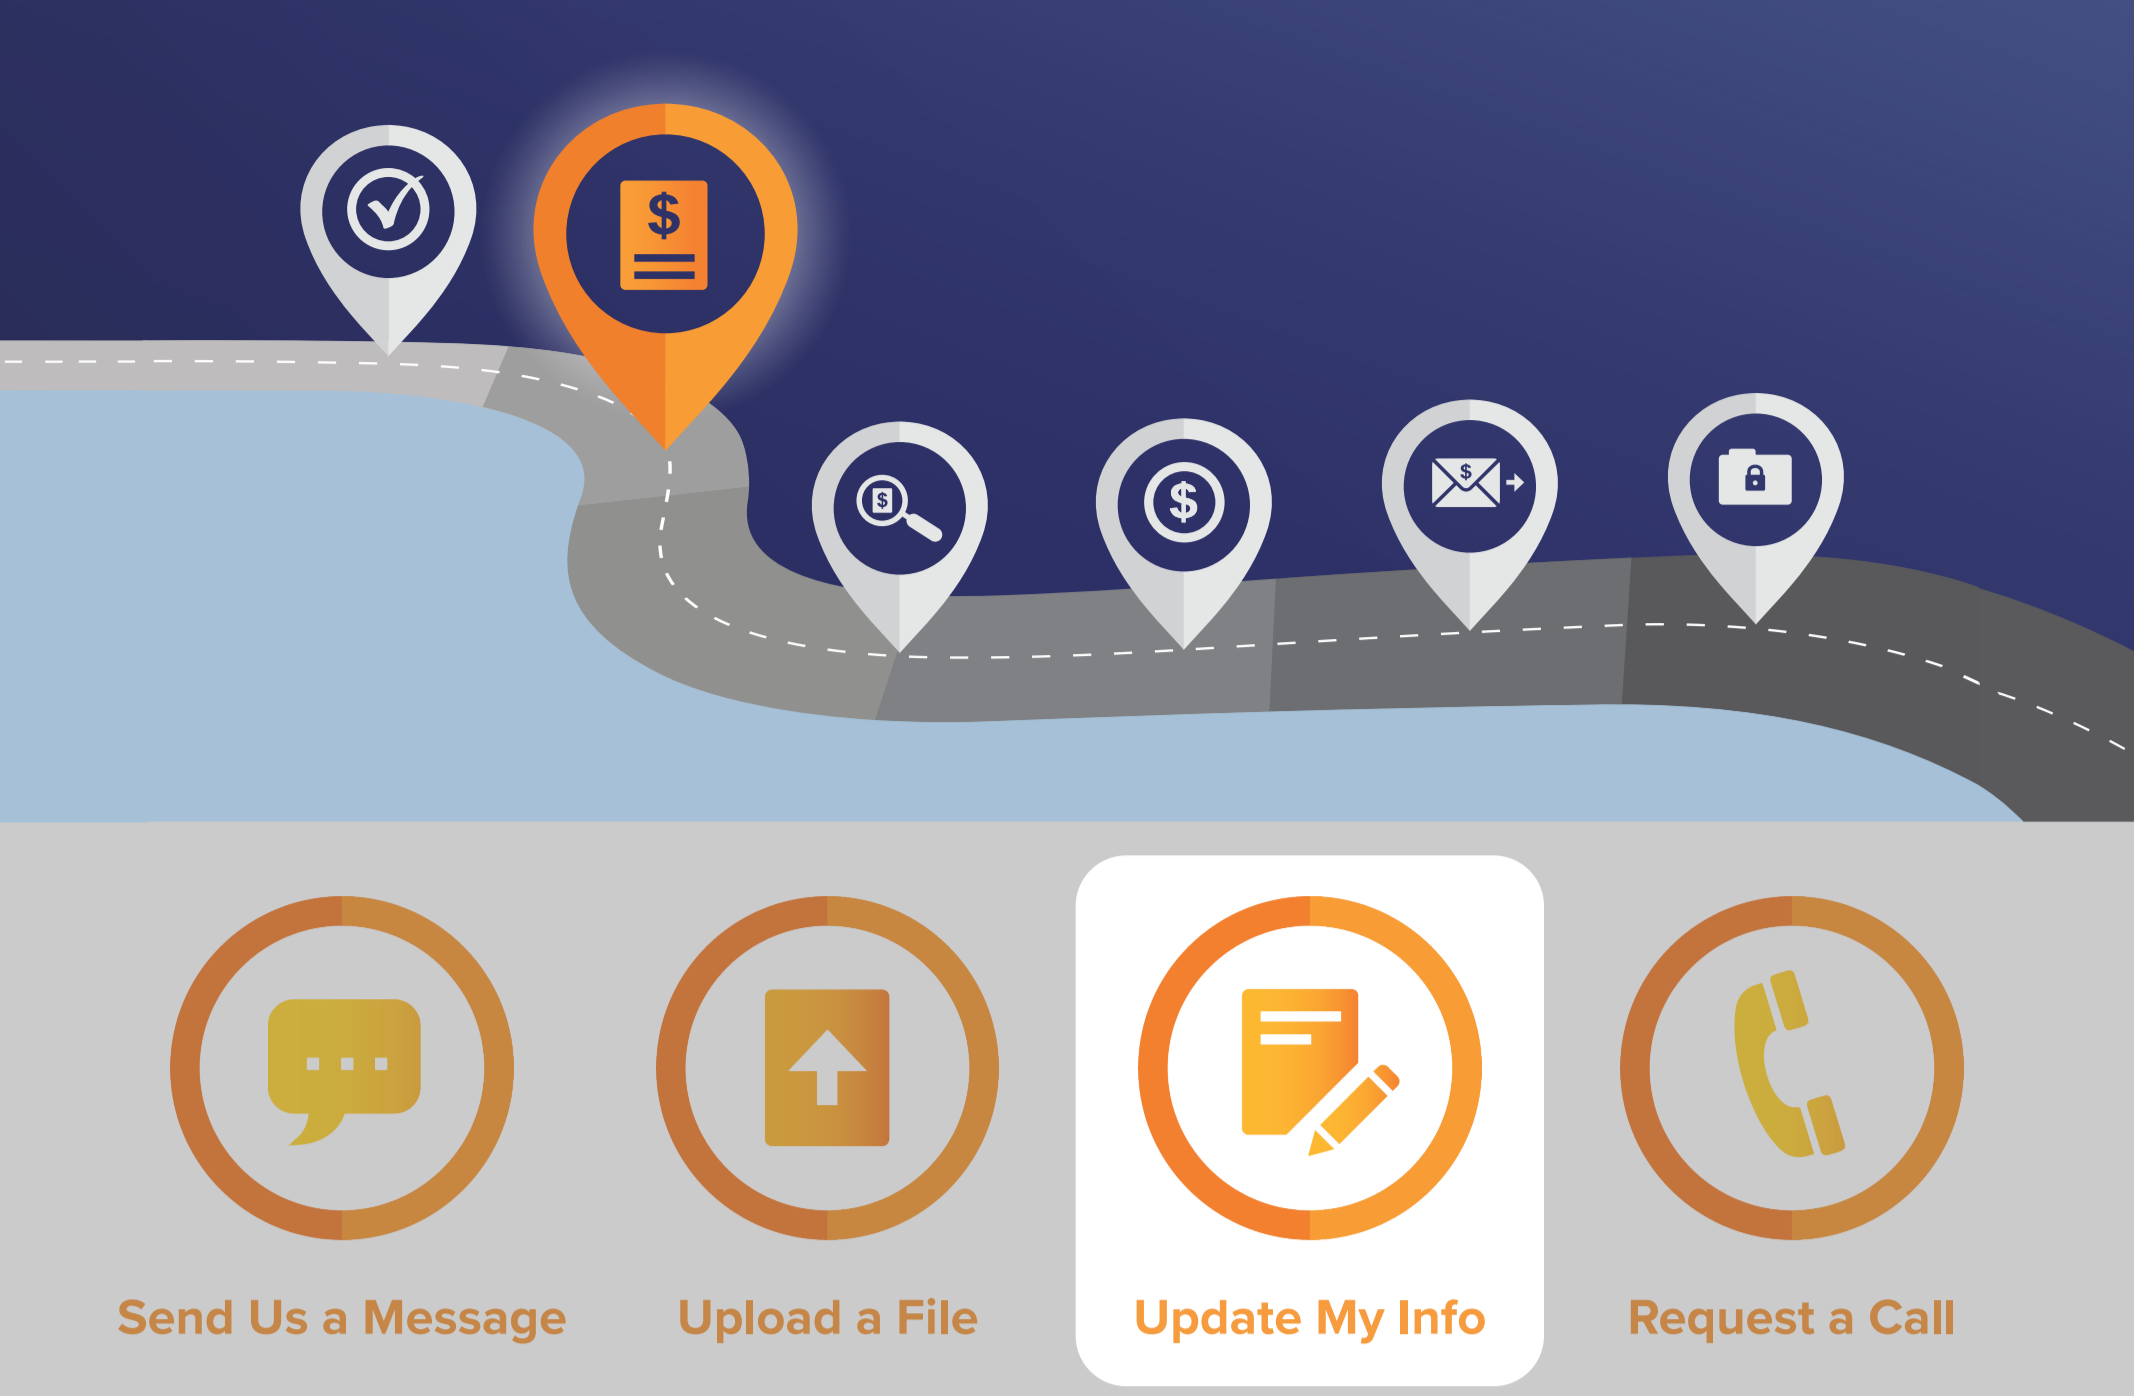 $
$
$
$
Send Us a Message
Upload a File
Update My Info
Request a Call